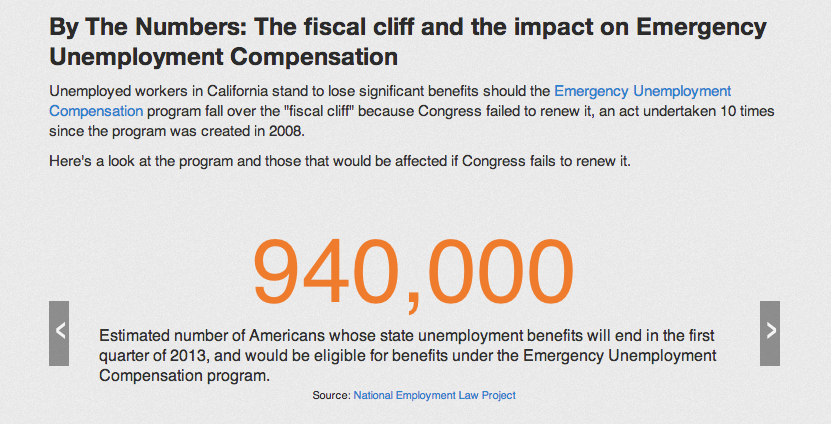 By The Numbers: The fiscal cliff and the impact on Emergency
Unemployment Compensation
Unemployed workers in California stand to lose significant benefits should the Emergency Unemployment
Compensation program fall over the "fiscal cliff" because Congress failed to renew it, an act undertaken 10 times
since the program was created in 2008.
Here's a look at the program and those that would be affected if Congress fails to renew it.
940,000
Estimated number of Americans whose state unemployment benefits will end in the first
quarter of 2013, and would be eligible for benefits under the Emergency Unemployment
Compensation program.
Source: National Employment Law Project